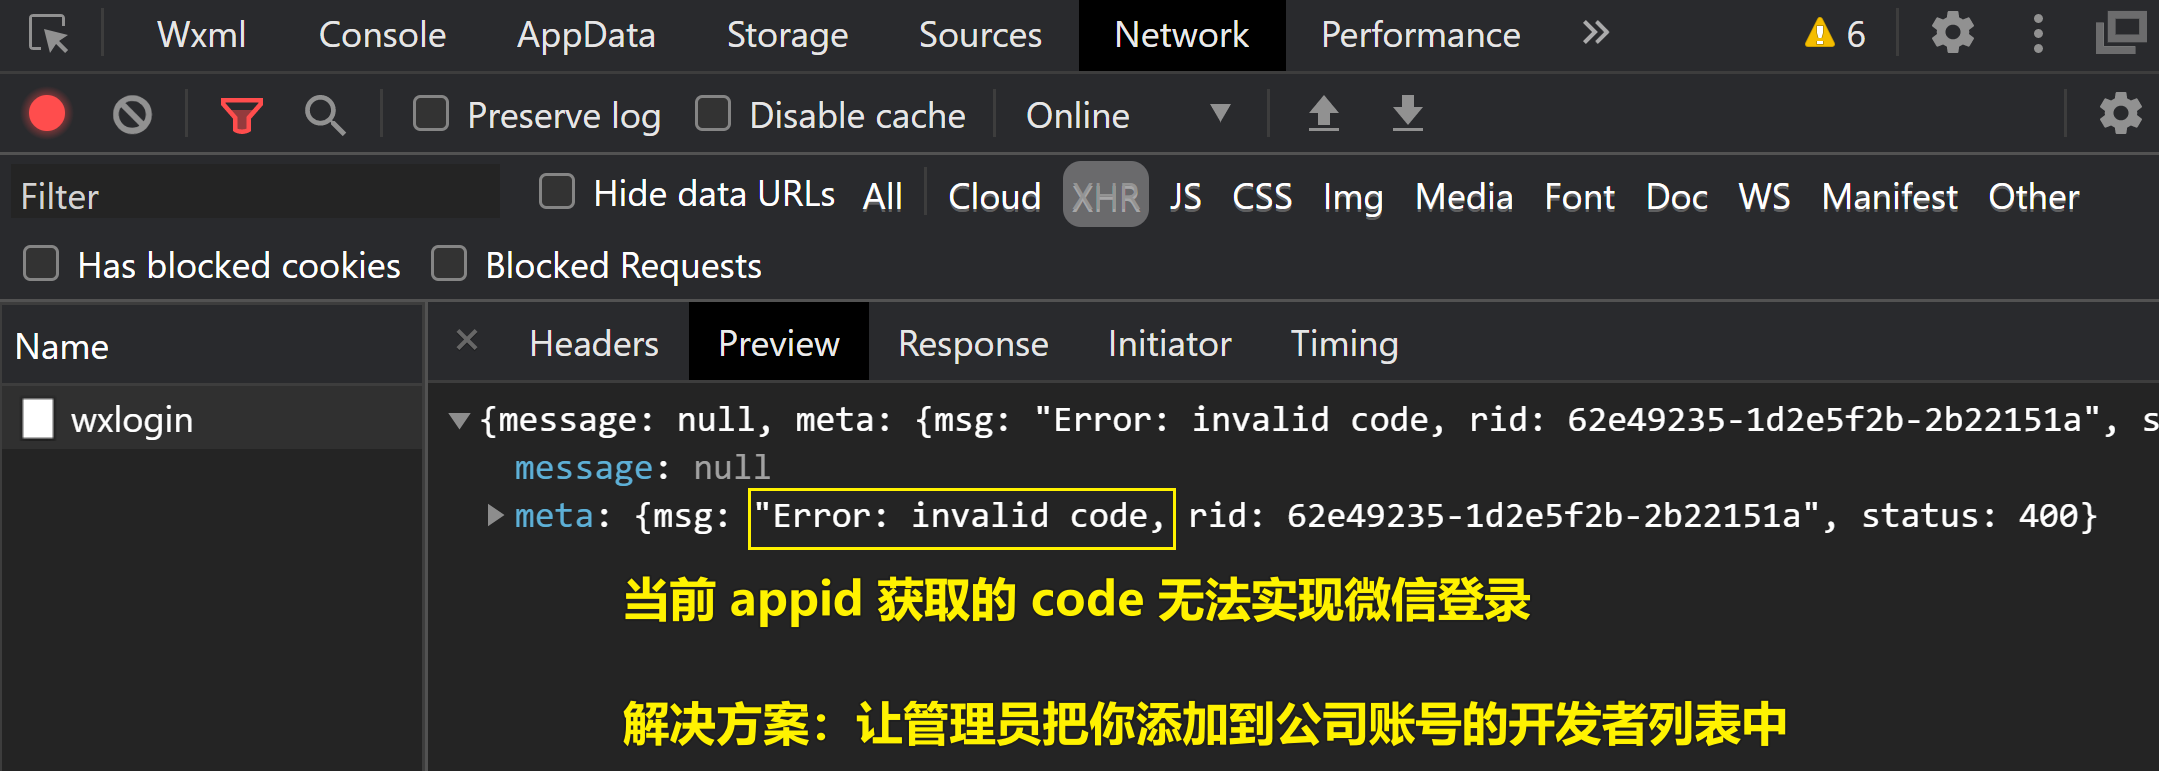 Wxml Console AppData Storage Sources Network Performance 6
Preserve log Disable cache Online
Filter Hide data URLs All Cloud XHR JS CSS Img Media Font Doc WS Manifest Other
Has blocked cookies Blocked Requests
Name Headers Preview Response Initiator Timing
wxlogin
{message: null, meta: {msg: "Error: invalid code, rid: 62e49235-1d2e5f2b-2b22151a", s
message: null
meta: {msg: "Error: invalid code, rid: 62e49235-1d2e5f2b-2b22151a", status: 400}
当前 appid 获取的 code 无法实现微信登录
解决方案：让管理员把你添加到公司账号的开发者列表中